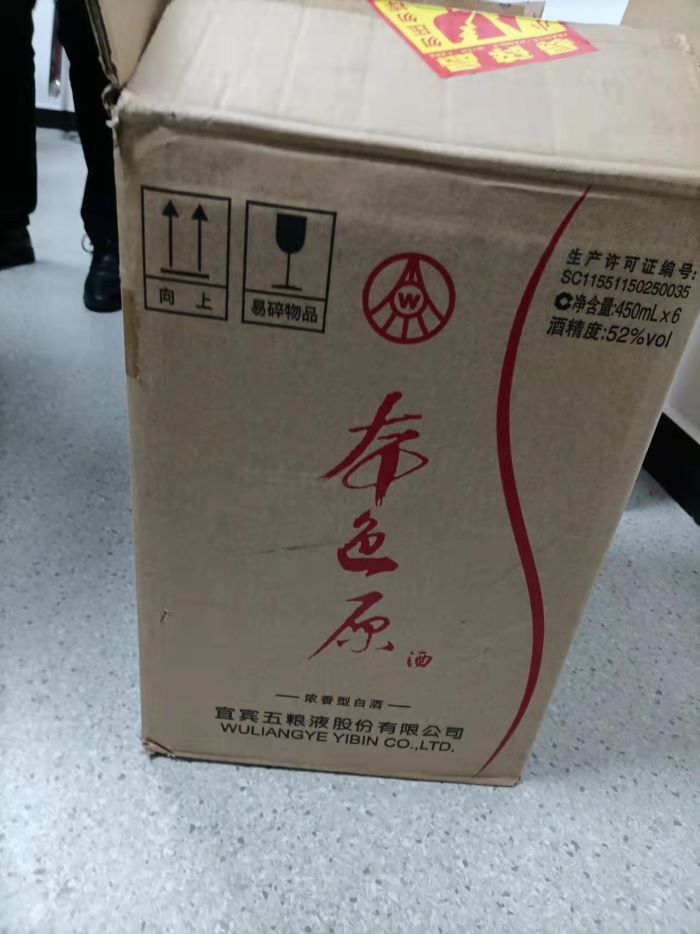 生产许可证编号:
SC11551150250035
C净含量:450mL×6
酒精度:52%vol
向上
易碎物品
W
本色原酒
浓香型白酒
宜宾五粮液股份有限公司
WULIANGYE YIBIN CO.,LTD.